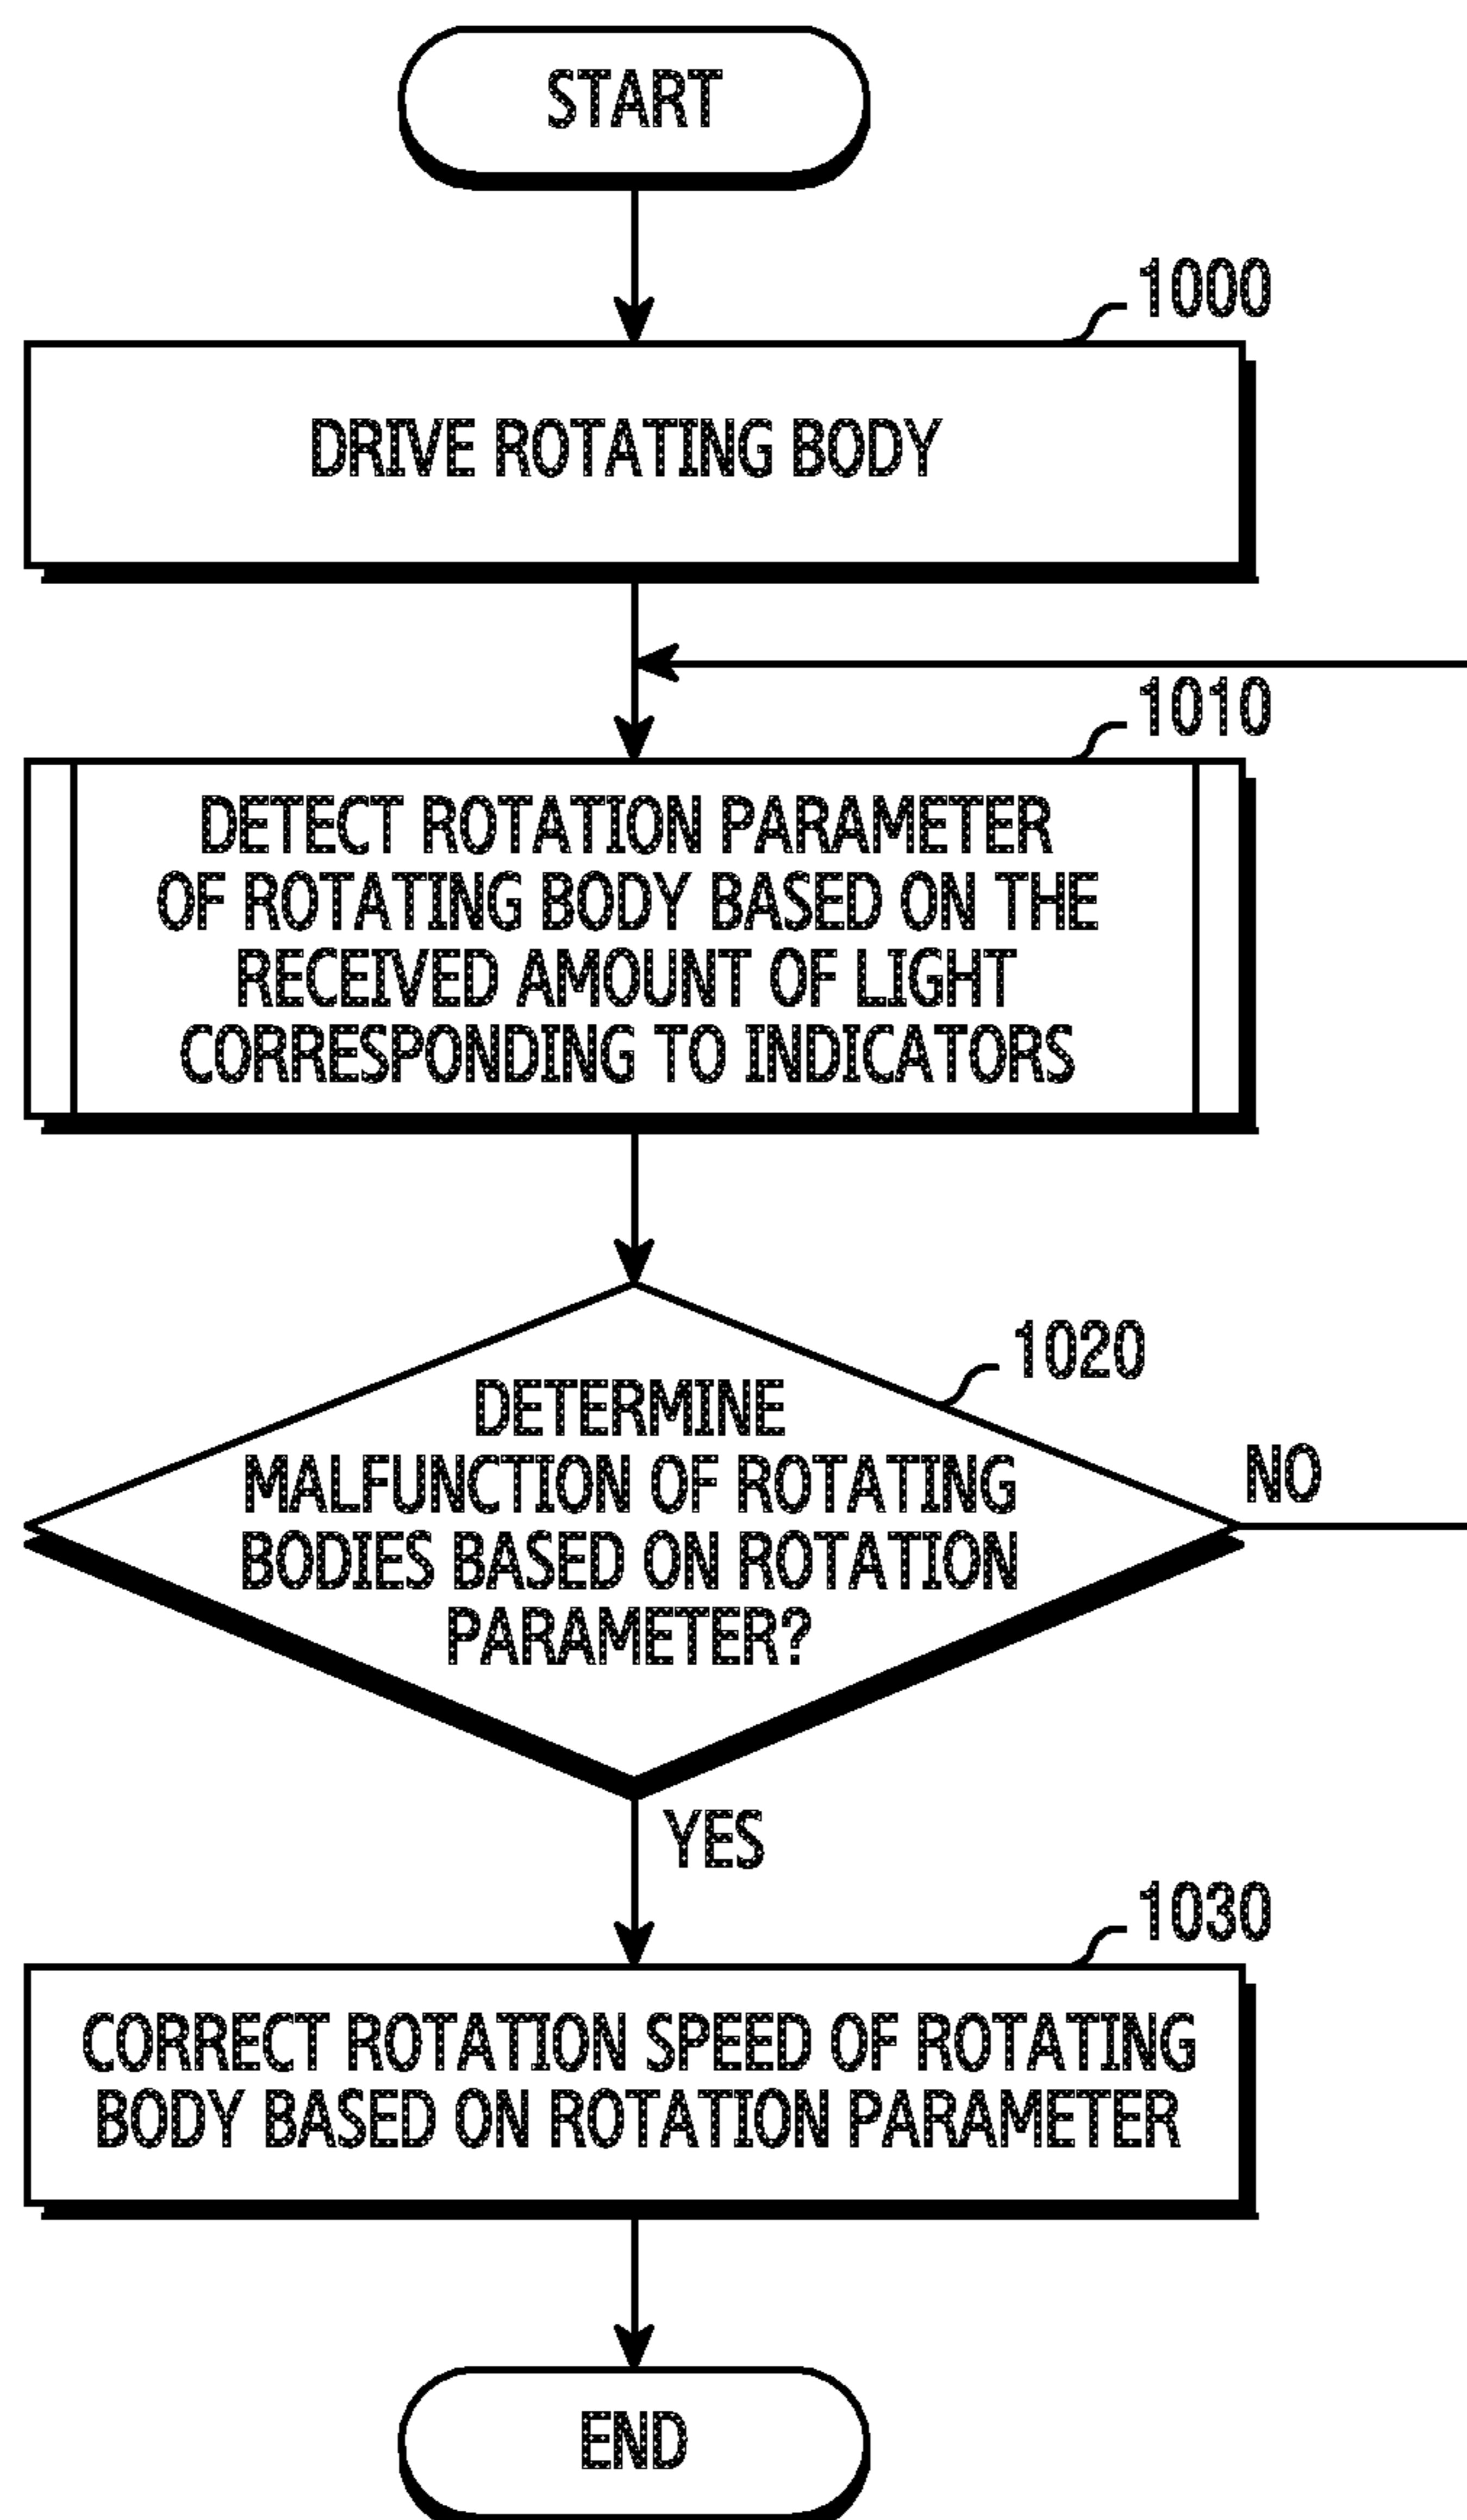 START
1000
DRIVE ROTATING BODY
1010
DETECT ROTATION PARAMETER
OF ROTATING BODY BASED ON THE
RECEIVED AMOUNT OF LIGHT
CORRESPONDING TO INDICATORS
1020
DETERMINE
MALFUNCTION OF ROTATING
BODIES BASED ON ROTATION
PARAMETER?
NO
YES
1030
CORRECT ROTATION SPEED OF ROTATING
BODY BASED ON ROTATION PARAMETER
END